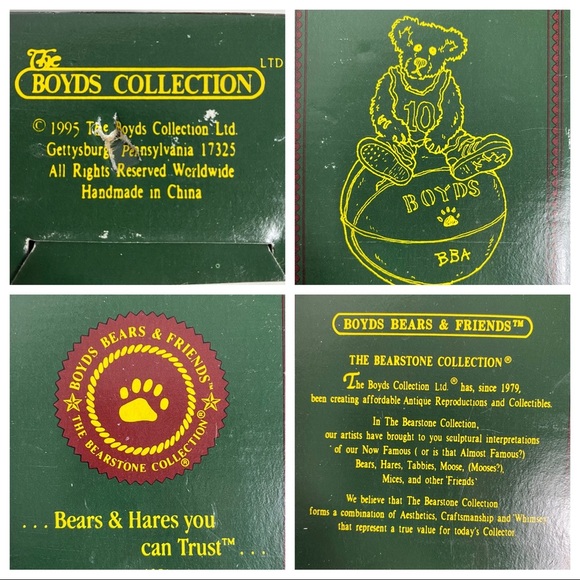 The
BOYDS COLLECTION LTD
© 1995 The Boyds Collection Ltd.
Gettysburg Pennsylvania 17325
All Rights Reserved Worldwide
Handmade in China
10
BOYDS
BBA
BOYDS BEARS & FRIENDS™
THE BEARSTONE COLLECTION®
. . . Bears & Hares you
can Trust™ . . .
BOYDS BEARS & FRIENDS™
THE BEARSTONE COLLECTION®
The Boyds Collection Ltd.® has, since 1979,
been creating affordable Antique Reproductions and Collectibles.
In The Bearstone Collection,
our artists have brought to you sculptural interpretations
of our Now Famous ( or is that Almost Famous?)
Bears, Hares, Tabbies, Moose, (Mooses?),
Mices, and other 'Friends'
We believe that The Bearstone Collection
forms a combination of Aesthetics, Craftsmanship and Whimsey
that represent a true value for today's Collector.